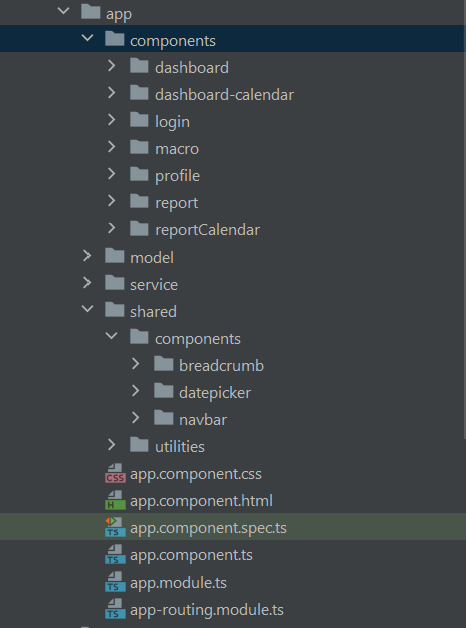 app
components
dashboard
dashboard-calendar
login
macro
profile
report
reportCalendar
model
service
shared
components
breadcrumb
datepicker
navbar
utilities
CSS app.component.css
H app.component.html
TS app.component.spec.ts
TS app.component.ts
TS app.module.ts
TS app-routing.module.ts